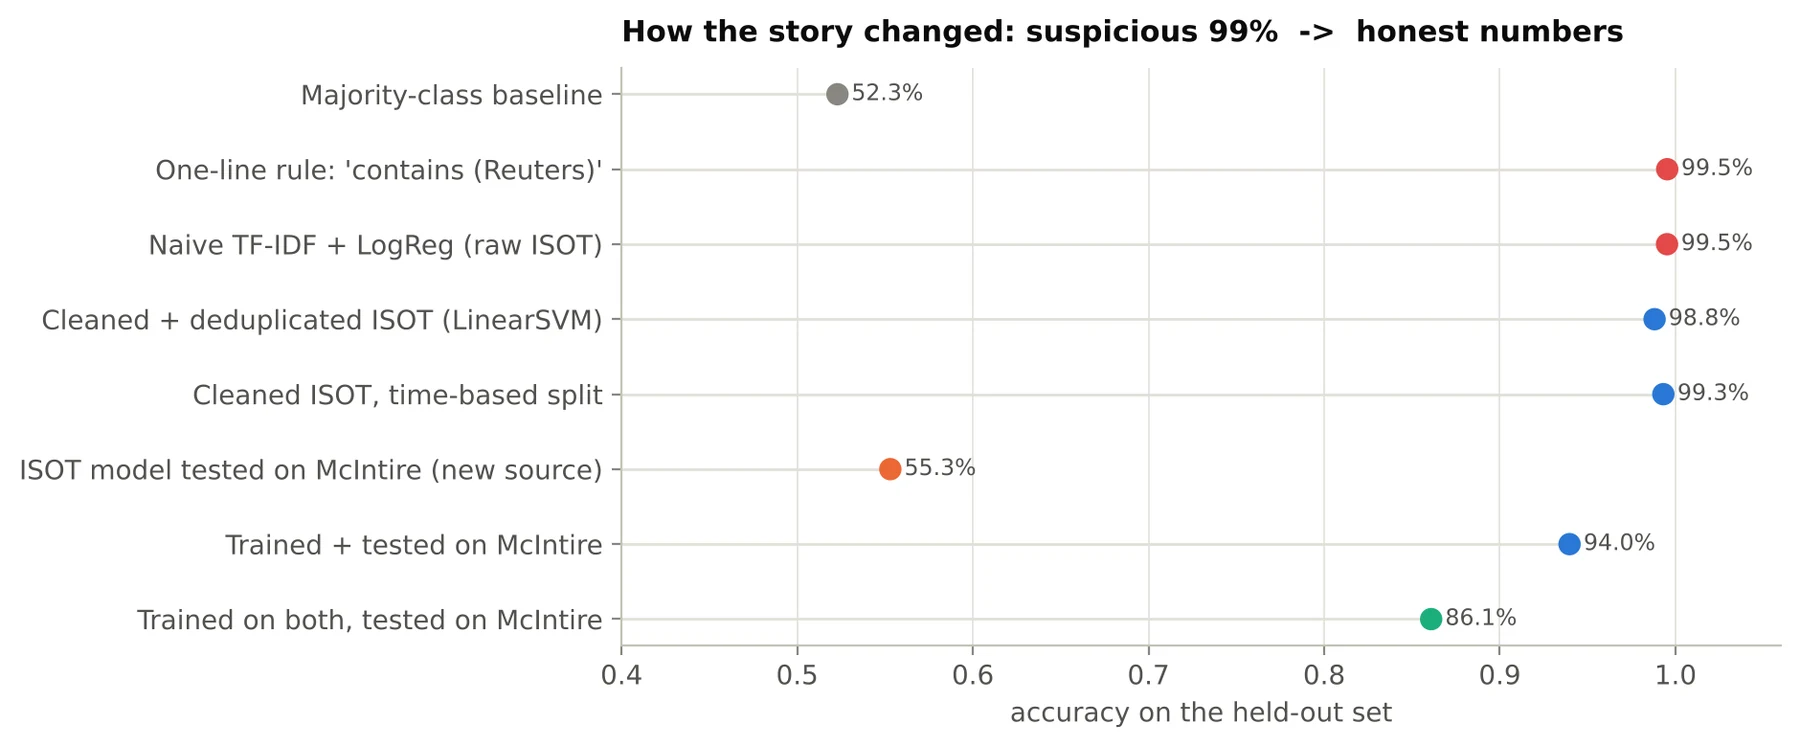 How the story changed: suspicious 99%  ->  honest numbers
Majority-class baseline 52.3%
One-line rule: 'contains (Reuters)' 99.5%
Naive TF-IDF + LogReg (raw ISOT) 99.5%
Cleaned + deduplicated ISOT (LinearSVM) 98.8%
Cleaned ISOT, time-based split 99.3%
ISOT model tested on McIntire (new source) 55.3%
Trained + tested on McIntire 94.0%
Trained on both, tested on McIntire 86.1%
0.4 0.5 0.6 0.7 0.8 0.9 1.0
accuracy on the held-out set